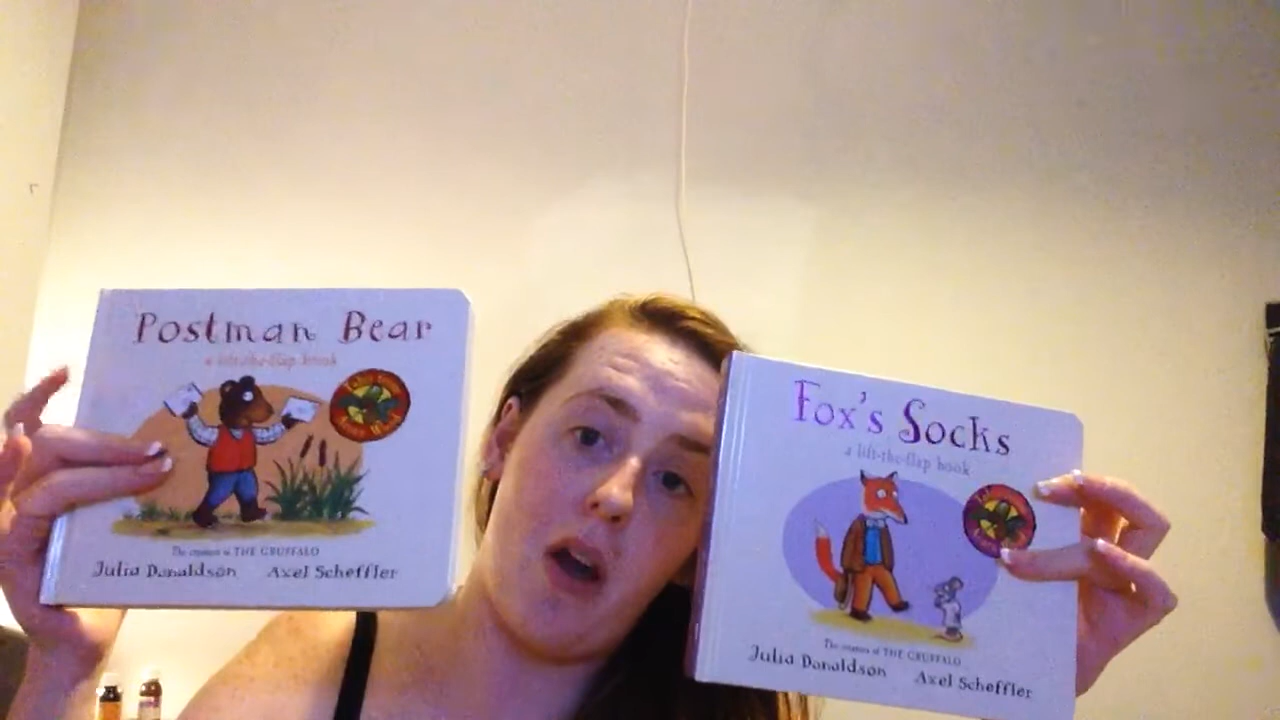 Postman Bear
a lift-the-flap book
The creators of THE GRUFFALO
Julia Donaldson Axel Scheffler
Fox's Socks
a lift-the-flap book
The creators of THE GRUFFALO
Julia Donaldson Axel Scheffler